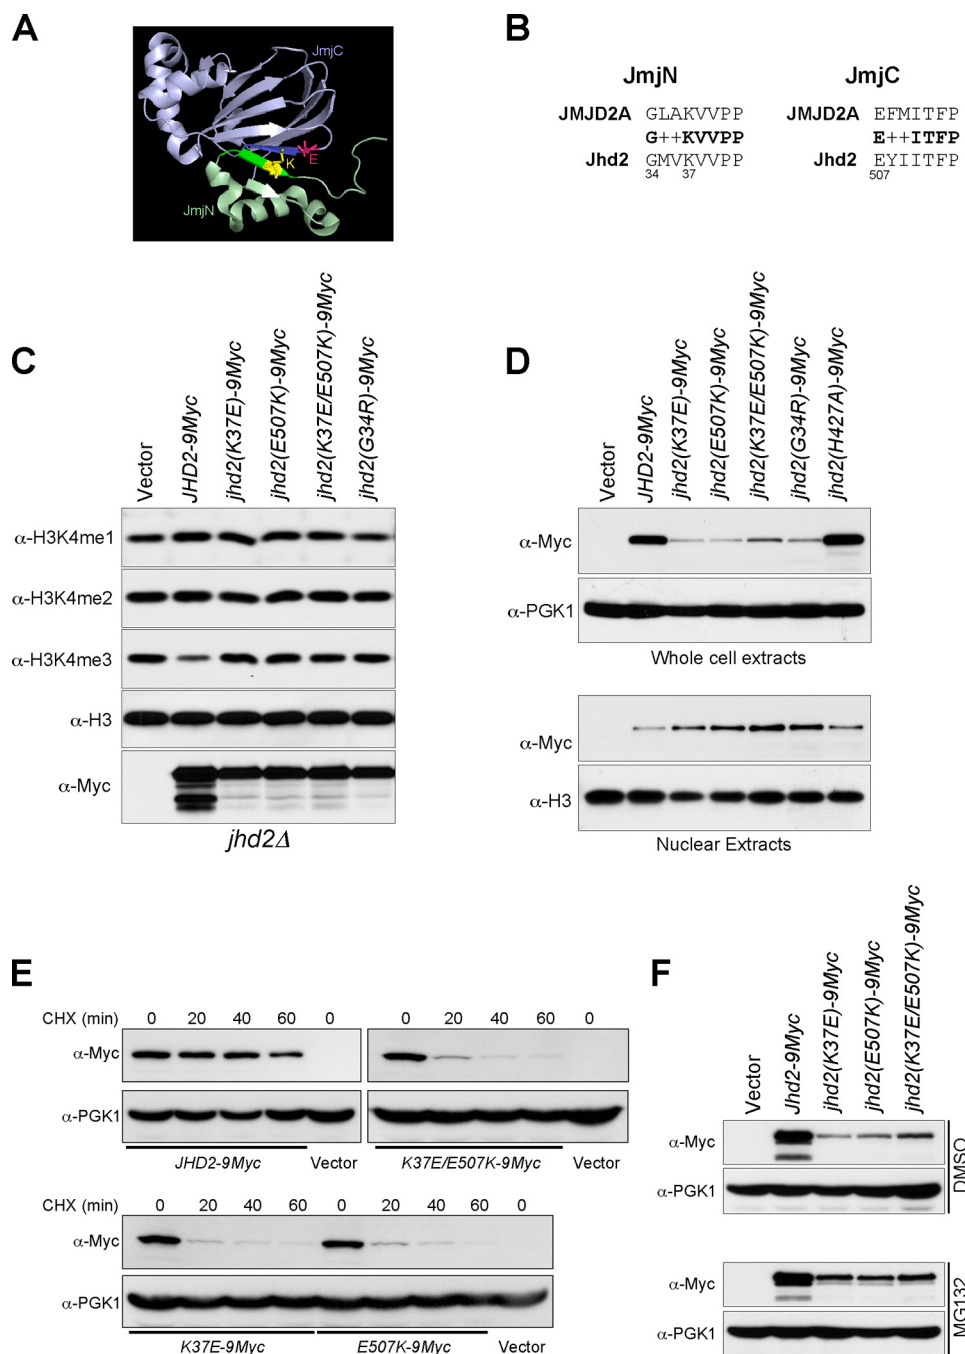 A
JmjC
E
K
JmjN
B
JmjN JmjC
JMJD2A GLAKVVPP JMJD2A EFMITFP
G++KVVPP E++ITFP
Jhd2 GMVKVVPP Jhd2 EYIITFP
34 37 507
C
Vector
JHD2-9Myc
jhd2(K37E)-9Myc
jhd2(E507K)-9Myc
jhd2(K37E/E507K)-9Myc
jhd2(G34R)-9Myc
α-H3K4me1
α-H3K4me2
α-H3K4me3
α-H3
α-Myc
jhd2Δ
D
Vector
JHD2-9Myc
jhd2(K37E)-9Myc
jhd2(E507K)-9Myc
jhd2(K37E/E507K)-9Myc
jhd2(G34R)-9Myc
jhd2(H427A)-9Myc
α-Myc
α-PGK1
Whole cell extracts
α-Myc
α-H3
Nuclear Extracts
E
CHX (min) 0 20 40 60 0 0 20 40 60 0
α-Myc
α-PGK1
JHD2-9Myc Vector K37E/E507K-9Myc Vector
CHX (min) 0 20 40 60 0 20 40 60 0
α-Myc
α-PGK1
K37E-9Myc E507K-9Myc Vector
F
Vector
Jhd2-9Myc
jhd2(K37E)-9Myc
jhd2(E507K)-9Myc
jhd2(K37E/E507K)-9Myc
α-Myc
α-PGK1
DMSO
α-Myc
α-PGK1
MG132